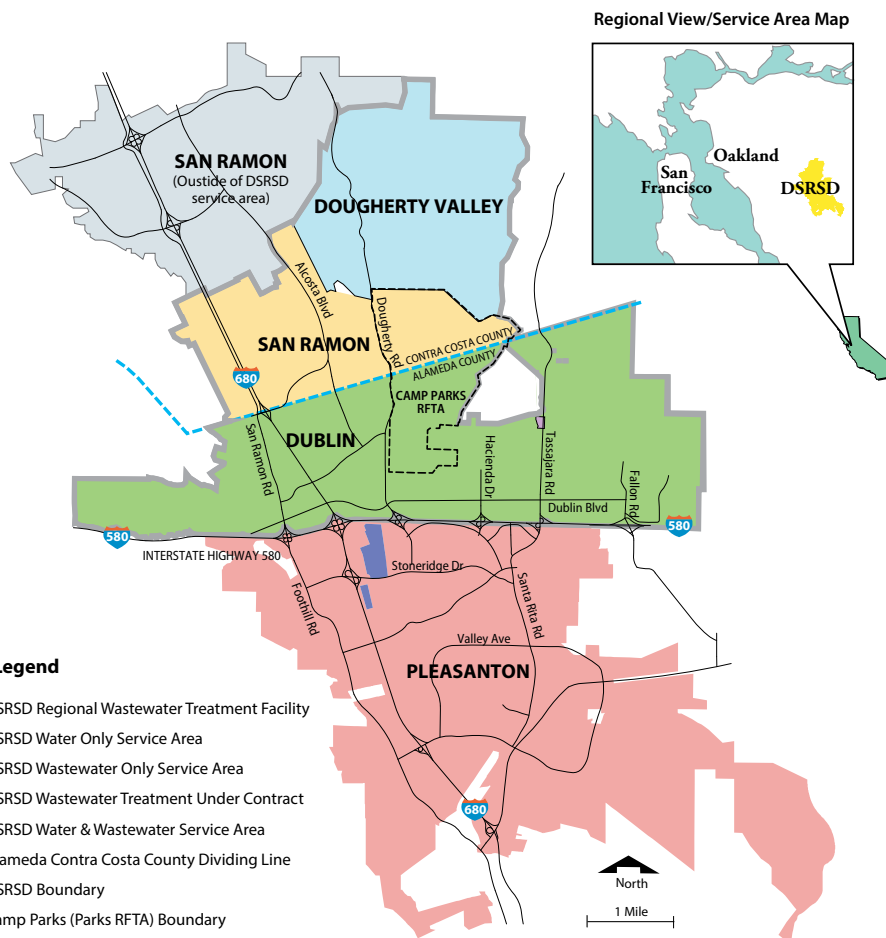 Regional View/Service Area Map
Oakland
San
Francisco
DSRSD
SAN RAMON
(Oustide of DSRSD
service area)
DOUGHERTY VALLEY
Alcosta Blvd
Dougherty Rd
SAN RAMON
CONTRA COSTA COUNTY
ALAMEDA COUNTY
680
CAMP PARKS
RFTA
DUBLIN
San Ramon Rd
Hacienda Dr
Tassajara Rd
Fallon Rd
Dublin Blvd
580
580
INTERSTATE HIGHWAY 580
Stoneridge Dr
Foothill Rd
Santa Rita Rd
Valley Ave
PLEASANTON
680
North
1 Mile
Legend
SRSD Regional Wastewater Treatment Facility
SRSD Water Only Service Area
SRSD Wastewater Only Service Area
SRSD Wastewater Treatment Under Contract
SRSD Water & Wastewater Service Area
ameda Contra Costa County Dividing Line
SRSD Boundary
amp Parks (Parks RFTA) Boundary